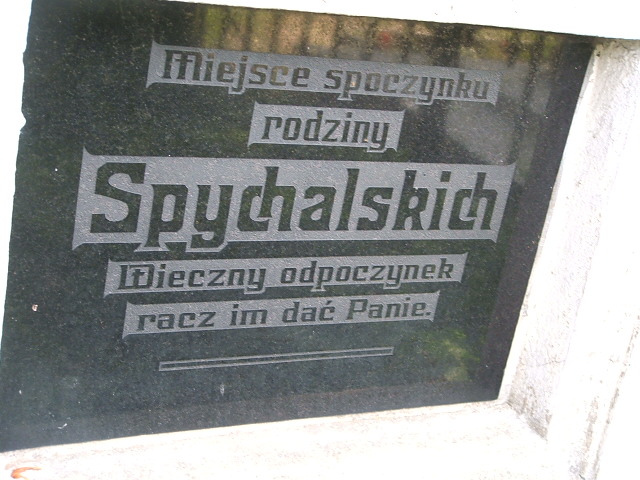 Miejsce spoczynku
rodziny
Spychalskich
Wieczny odpoczynek
racz im dać Panie.